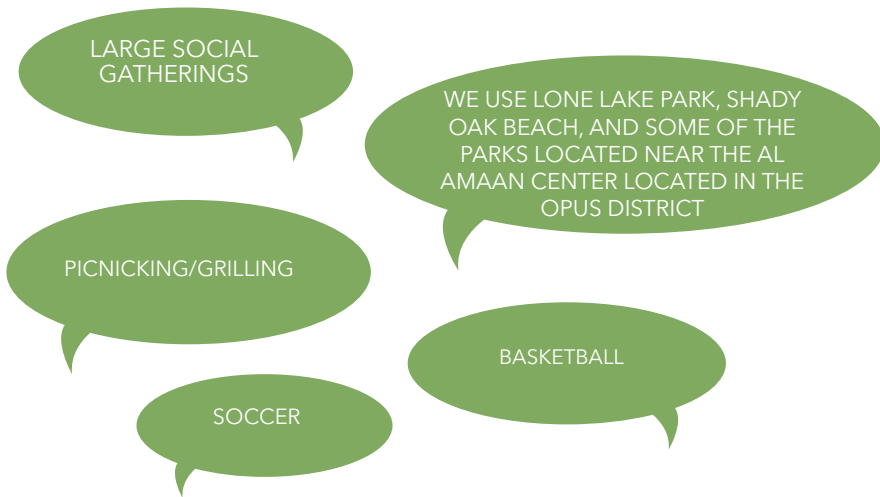 LARGE SOCIAL
GATHERINGS
WE USE LONE LAKE PARK, SHADY
OAK BEACH, AND SOME OF THE
PARKS LOCATED NEAR THE AL
AMAAN CENTER LOCATED IN THE
OPUS DISTRICT
PICNICKING/GRILLING
BASKETBALL
SOCCER